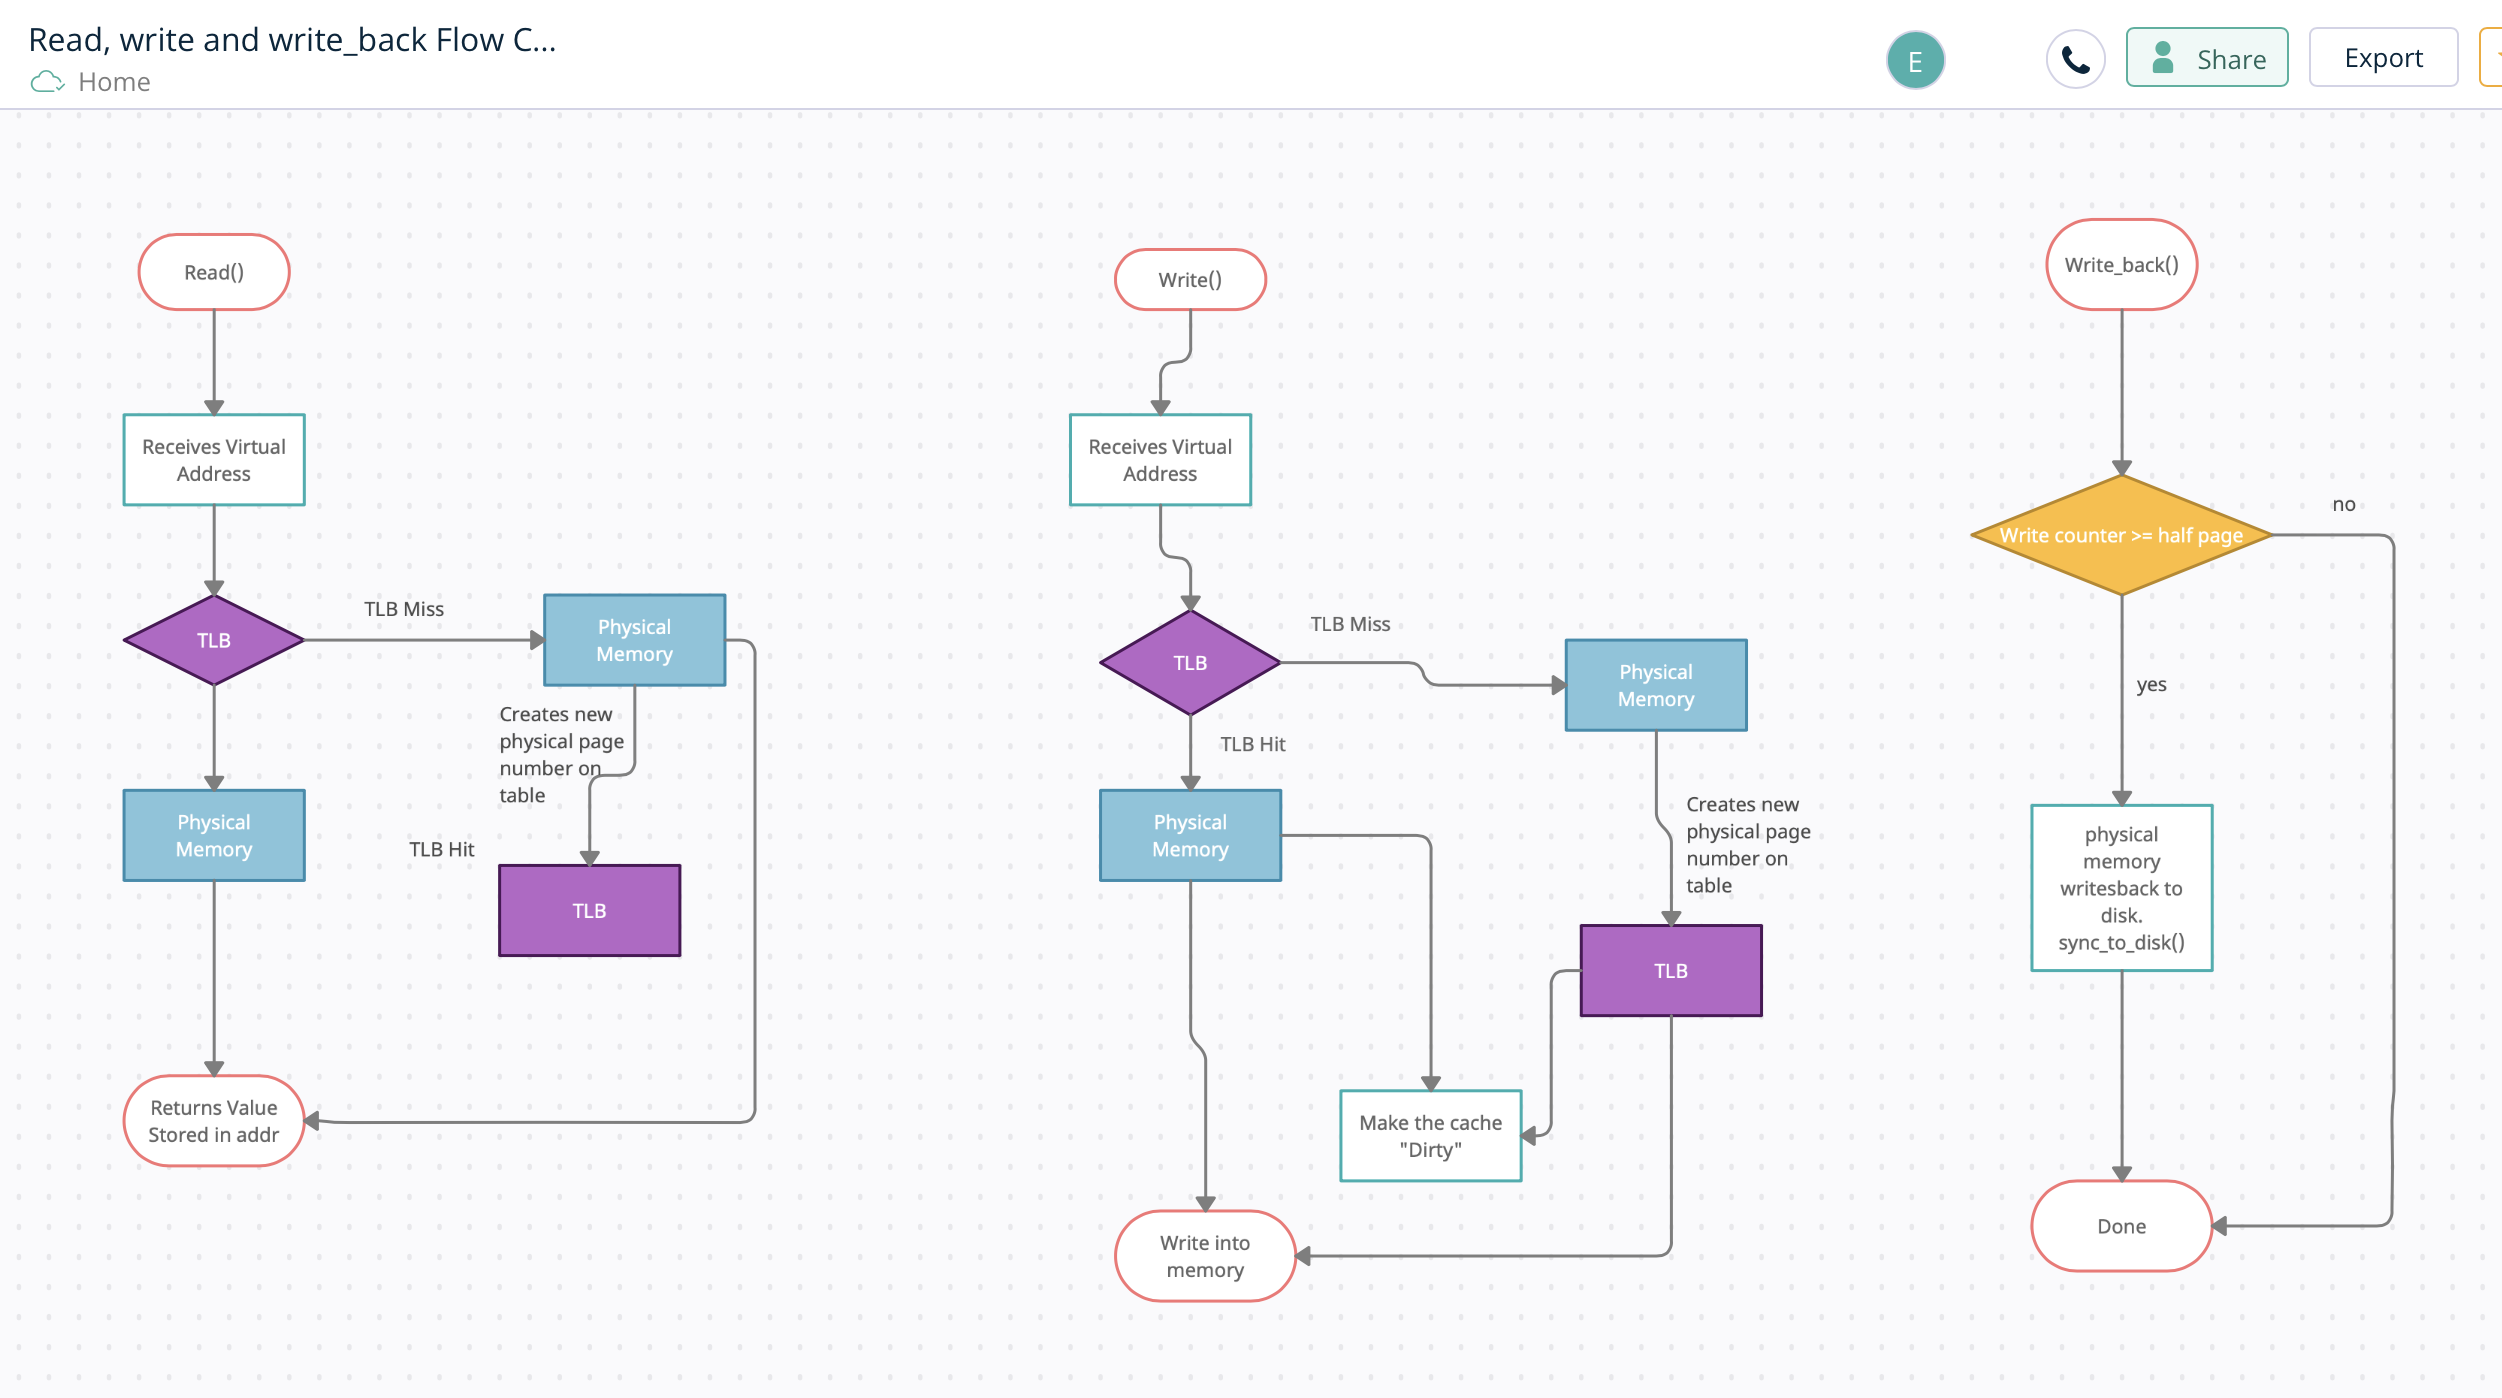 Read, write and write_back Flow C...
Home
E
Share
Export
Read()
Receives Virtual
Address
TLB
TLB Miss
Physical
Memory
Creates new
physical page
number on
table
Physical
Memory
TLB Hit
TLB
Returns Value
Stored in addr
Write()
Receives Virtual
Address
TLB
TLB Miss
Physical
Memory
TLB Hit
Physical
Memory
Creates new
physical page
number on
table
TLB
Make the cache
"Dirty"
Write into
memory
Write_back()
Write counter >= half page
no
yes
physical
memory
writesback to
disk.
sync_to_disk()
Done